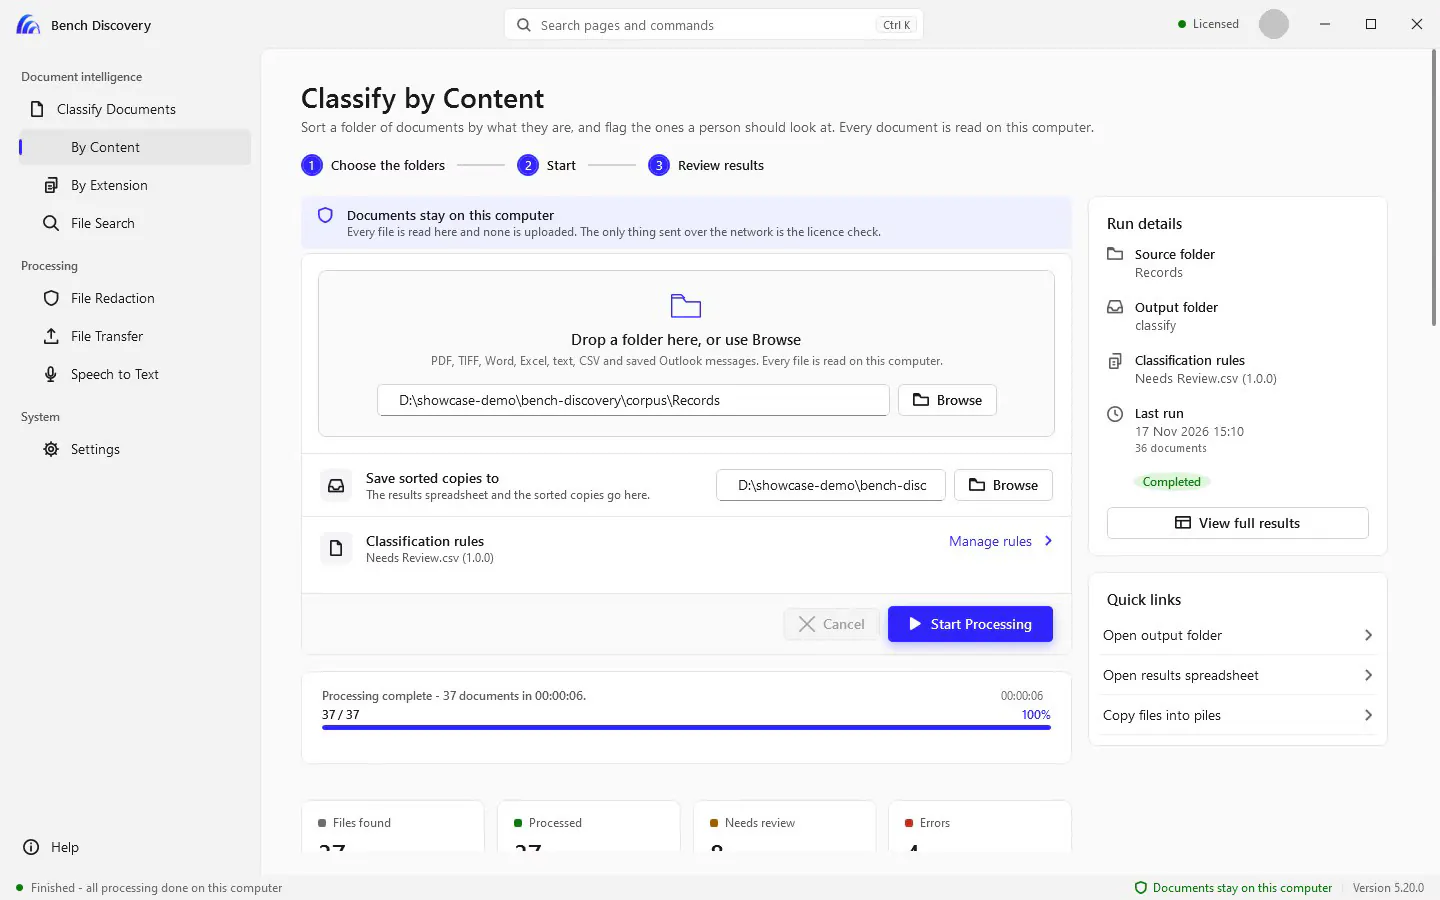 Bench Discovery
Search pages and commands
Ctrl K
Licensed
Document intelligence
Classify Documents
By Content
By Extension
File Search
Processing
File Redaction
File Transfer
Speech to Text
System
Settings
Help
Classify by Content
Sort a folder of documents by what they are, and flag the ones a person should look at. Every document is read on this computer.
1 Choose the folders
2 Start
3 Review results
Documents stay on this computer
Every file is read here and none is uploaded. The only thing sent over the network is the licence check.
Drop a folder here, or use Browse
PDF, TIFF, Word, Excel, text, CSV and saved Outlook messages. Every file is read on this computer.
D:\showcase-demo\bench-discovery\corpus\Records
Browse
Save sorted copies to
The results spreadsheet and the sorted copies go here.
D:\showcase-demo\bench-disc
Browse
Classification rules
Needs Review.csv (1.0.0)
Manage rules
Cancel
Start Processing
Processing complete - 37 documents in 00:00:06.
00:00:06
37 / 37
100%
Files found
Processed
Needs review
Errors
Run details
Source folder
Records
Output folder
classify
Classification rules
Needs Review.csv (1.0.0)
Last run
17 Nov 2026 15:10
36 documents
Completed
View full results
Quick links
Open output folder
Open results spreadsheet
Copy files into piles
Finished - all processing done on this computer
Documents stay on this computer
Version 5.20.0